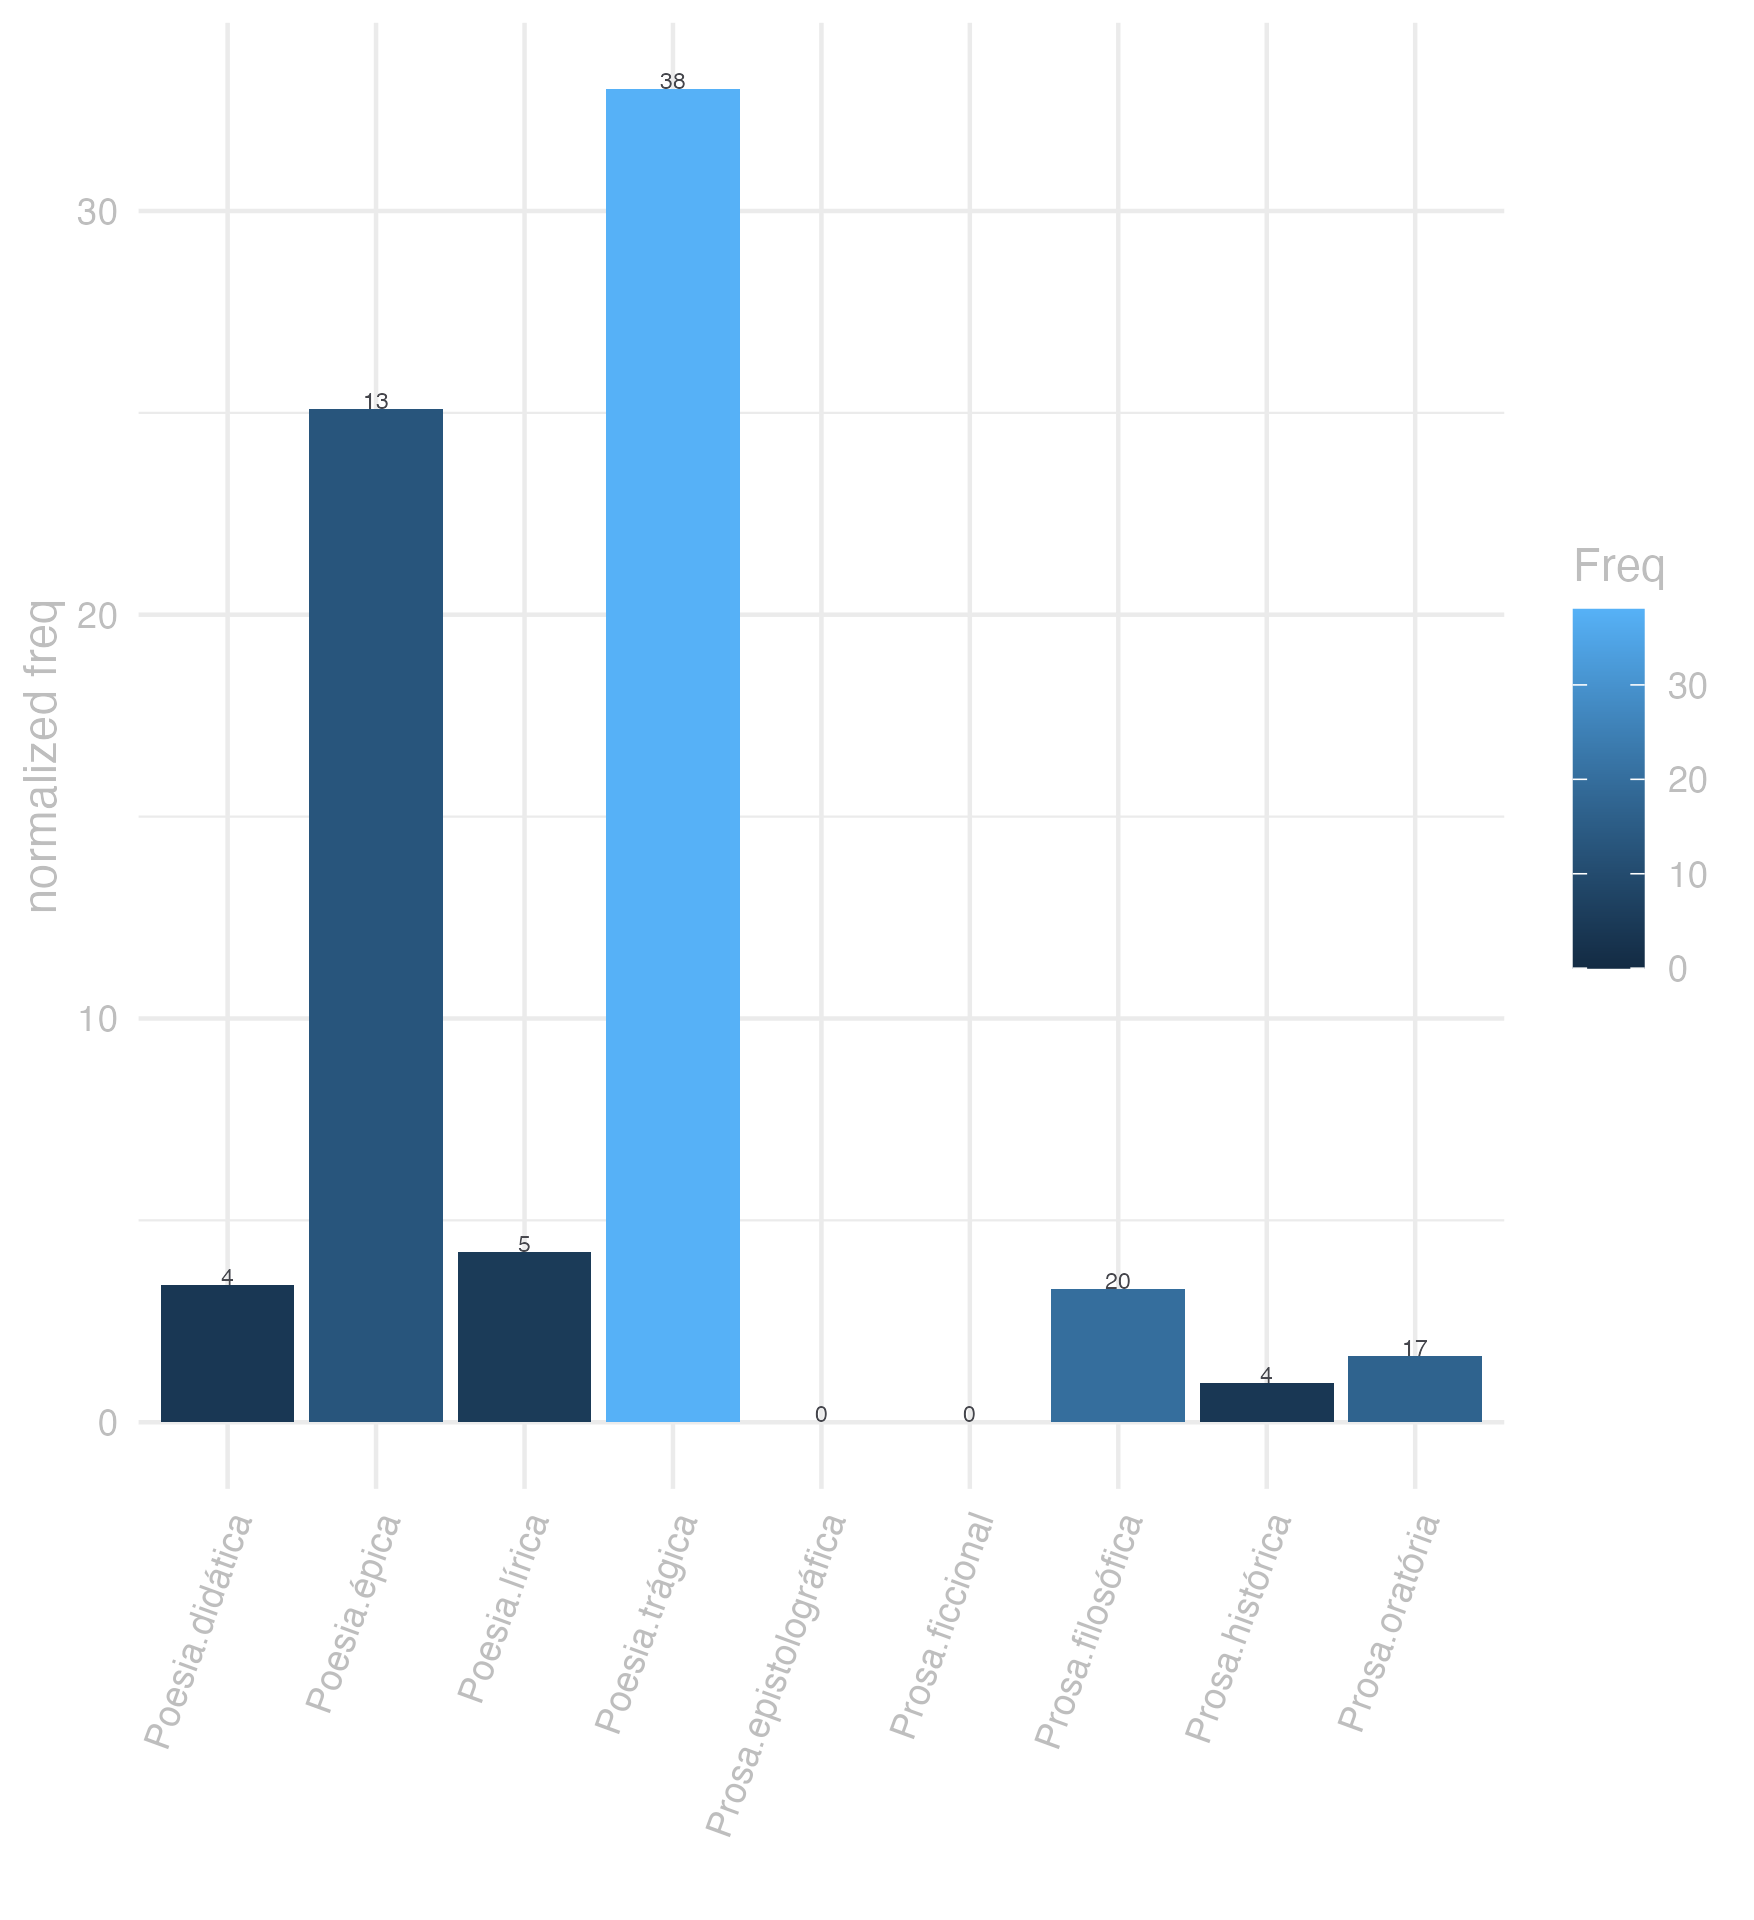 38
30
13
Freq
30
20
10
0
normalized freq
20
10
5
4
20
17
4
0
0
0
Poesia.didática
Poesia.épica
Poesia.lírica
Poesia.trágica
Prosa.epistolográfica
Prosa.ficcional
Prosa.filosófica
Prosa.histórica
Prosa.oratória